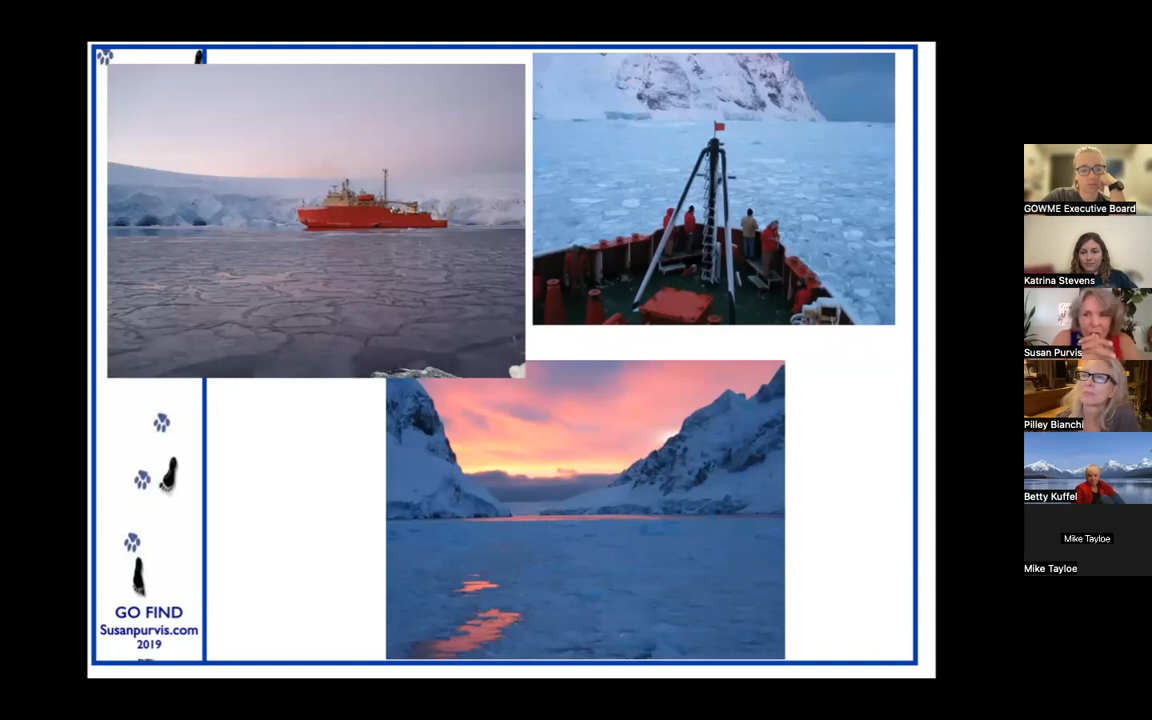 GO FIND
Susanpurvis.com
2019
GOWME Executive Board
Katrina Stevens
Susan Purvis
Pilley Bianchi
Betty Kuffel
Mike Tayloe
Mike Tayloe